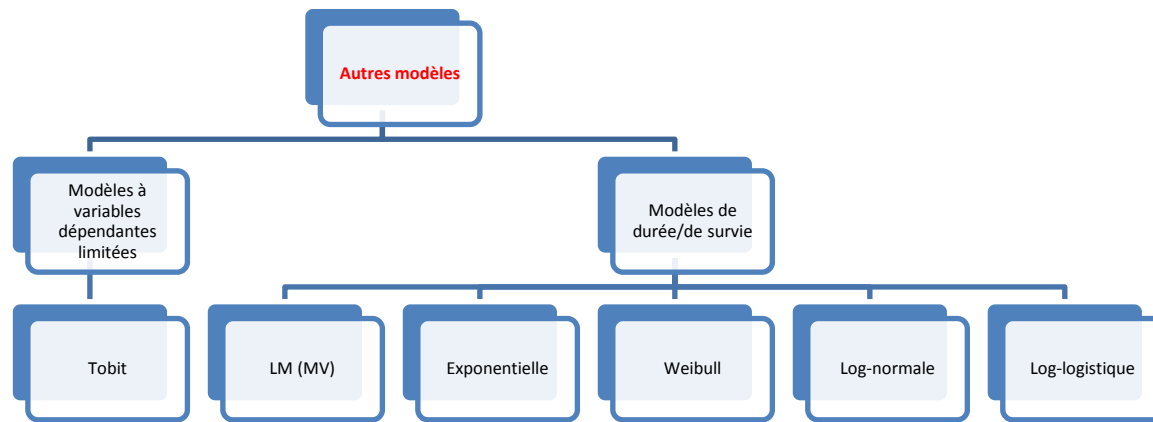 Autres modèles
Modèles à
variables
dépendantes
limitées
Modèles de
durée/de survie
Tobit
LM (MV)
Exponentielle
Weibull
Log-normale
Log-logistique